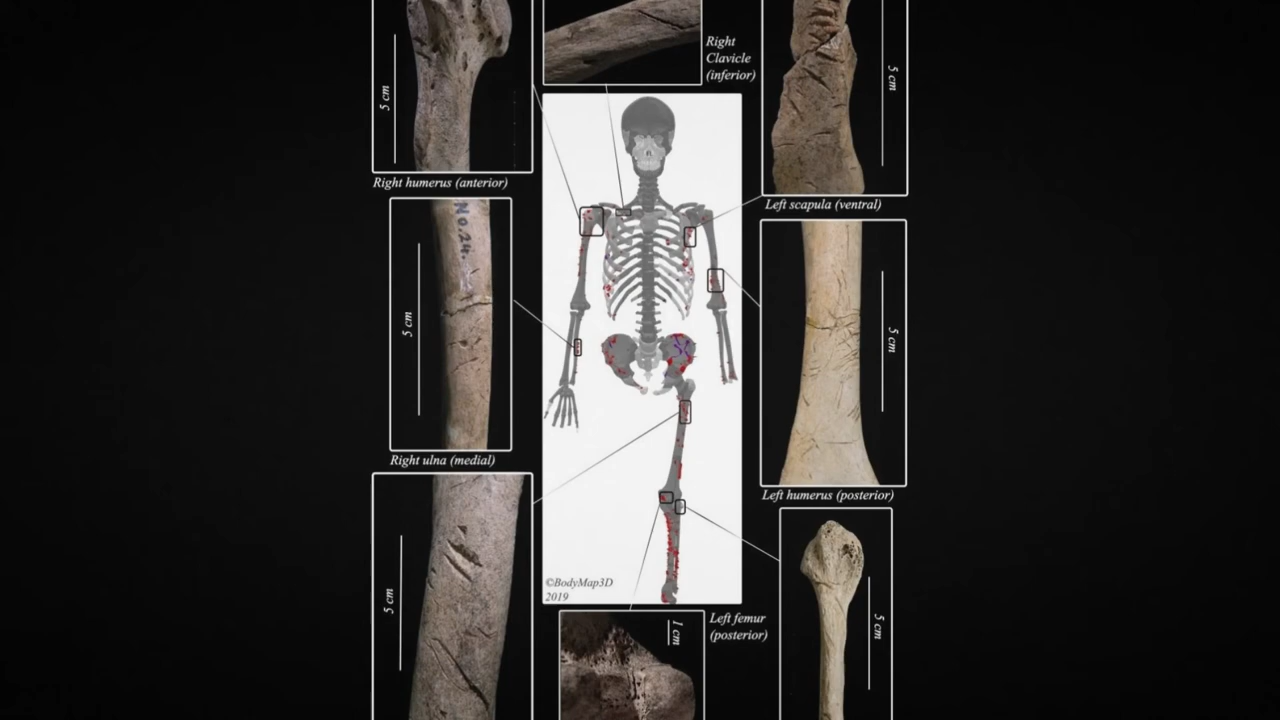 Right
Clavicle
(inferior)
5 cm
5 cm
Right humerus (anterior)
Left scapula (ventral)
No.24.
5 cm
5 cm
Right ulna (medial)
Left humerus (posterior)
5 cm
©BodyMap3D
2019
Left femur
(posterior)
1 cm
5 cm